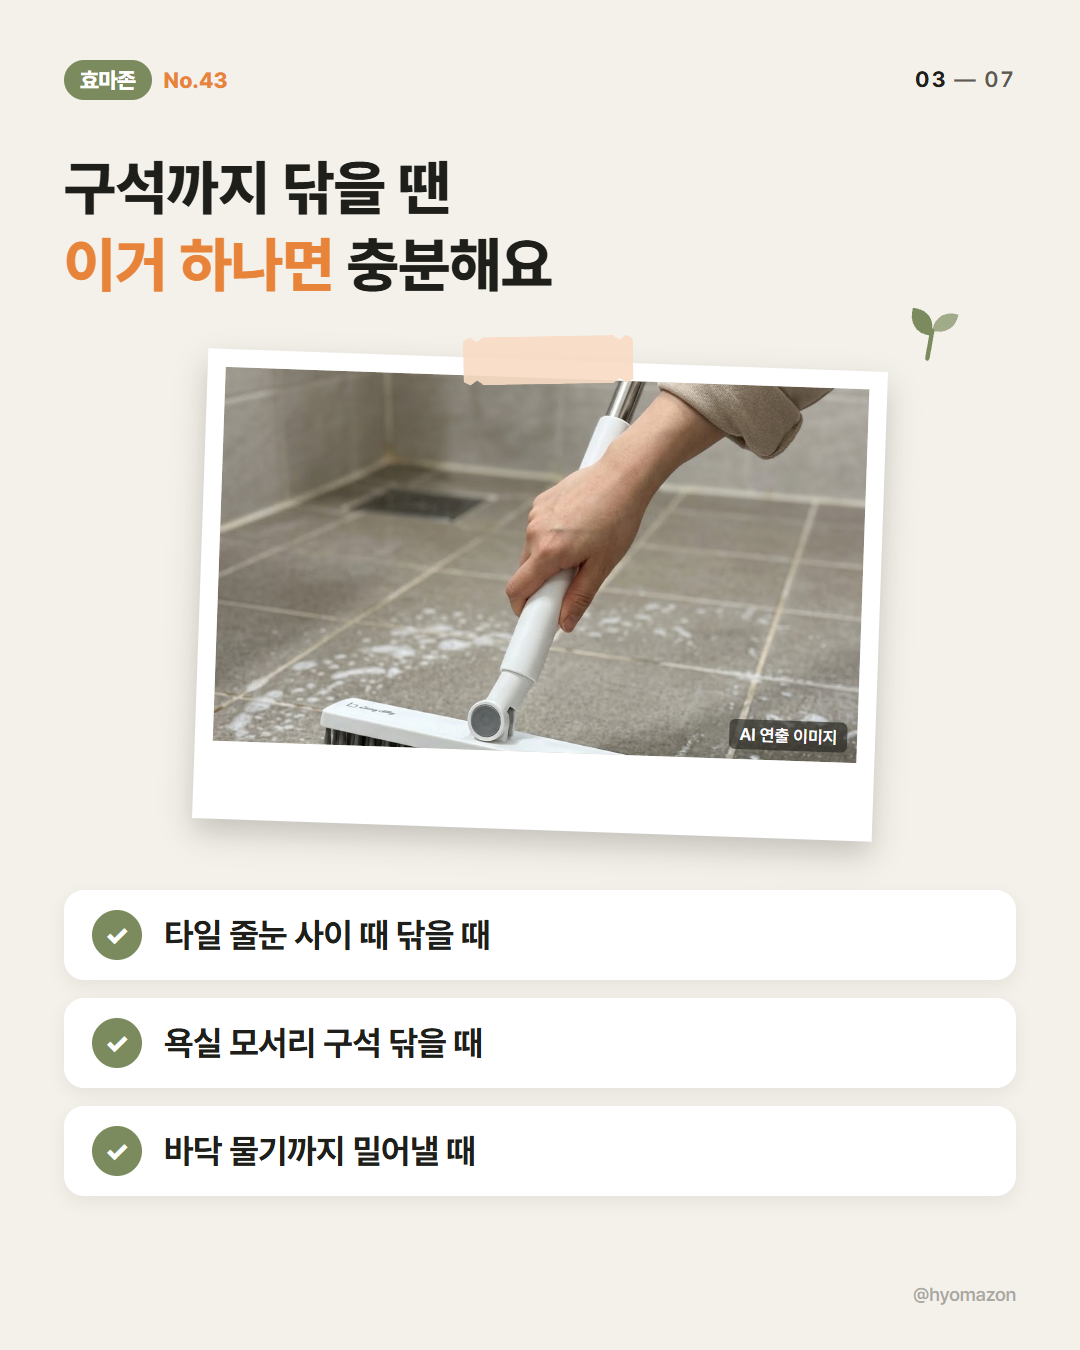 효마존 No.43
03 — 07
구석까지 닦을 땐
이거 하나면 충분해요
AI 연출 이미지
타일 줄눈 사이 때 닦을 때
욕실 모서리 구석 닦을 때
바닥 물기까지 밀어낼 때
@hyomazon